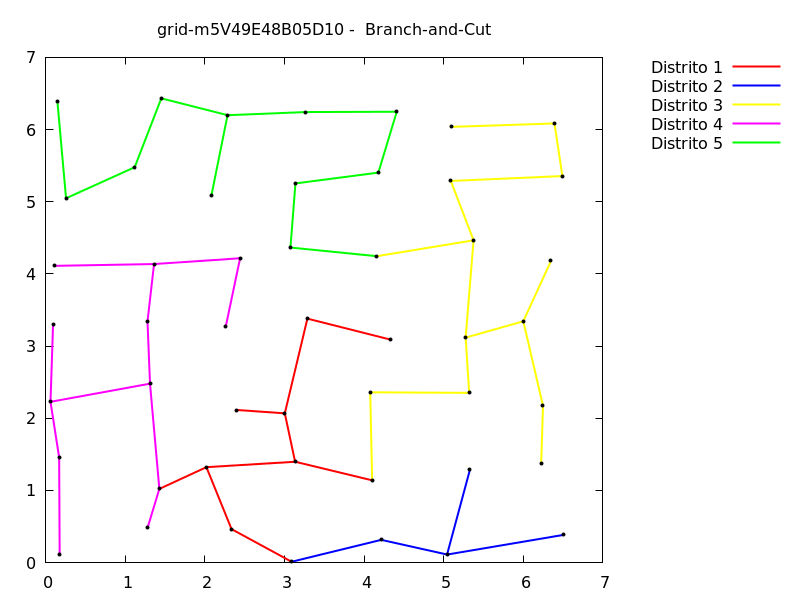 grid-m5V49E48B05D10 - Branch-and-Cut
7
6
5
4
3
2
1
0
0 1 2 3 4 5 6 7
Distrito 1
Distrito 2
Distrito 3
Distrito 4
Distrito 5